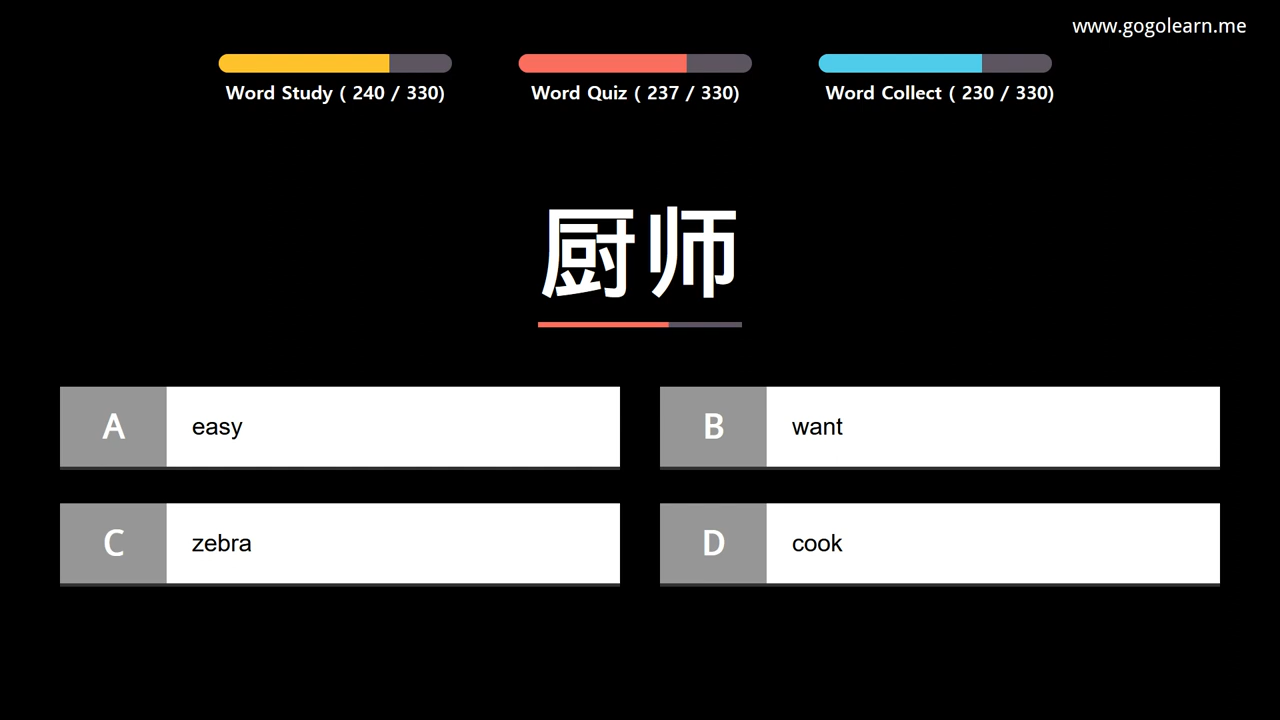 www.gogolearn.me
Word Study ( 240 / 330)
Word Quiz ( 237 / 330)
Word Collect ( 230 / 330)
厨师
A easy
B want
C zebra
D cook